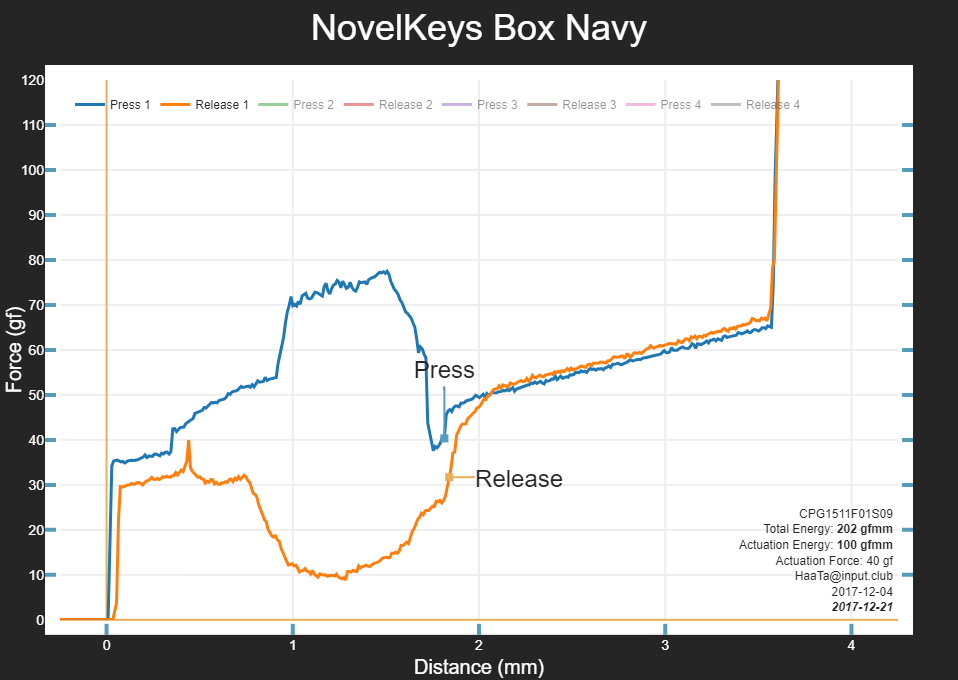 NovelKeys Box Navy
Press 1 Release 1 Press 2 Release 2 Press 3 Release 3 Press 4 Release 4
120
110
100
90
80
70
60
50
40
30
20
10
0
Force (gf)
Press
Release
CPG1511F01S09
Total Energy: 202 gfmm
Actuation Energy: 100 gfmm
Actuation Force: 40 gf
HaaTa@input.club
2017-12-04
2017-12-21
0 1 2 3 4
Distance (mm)